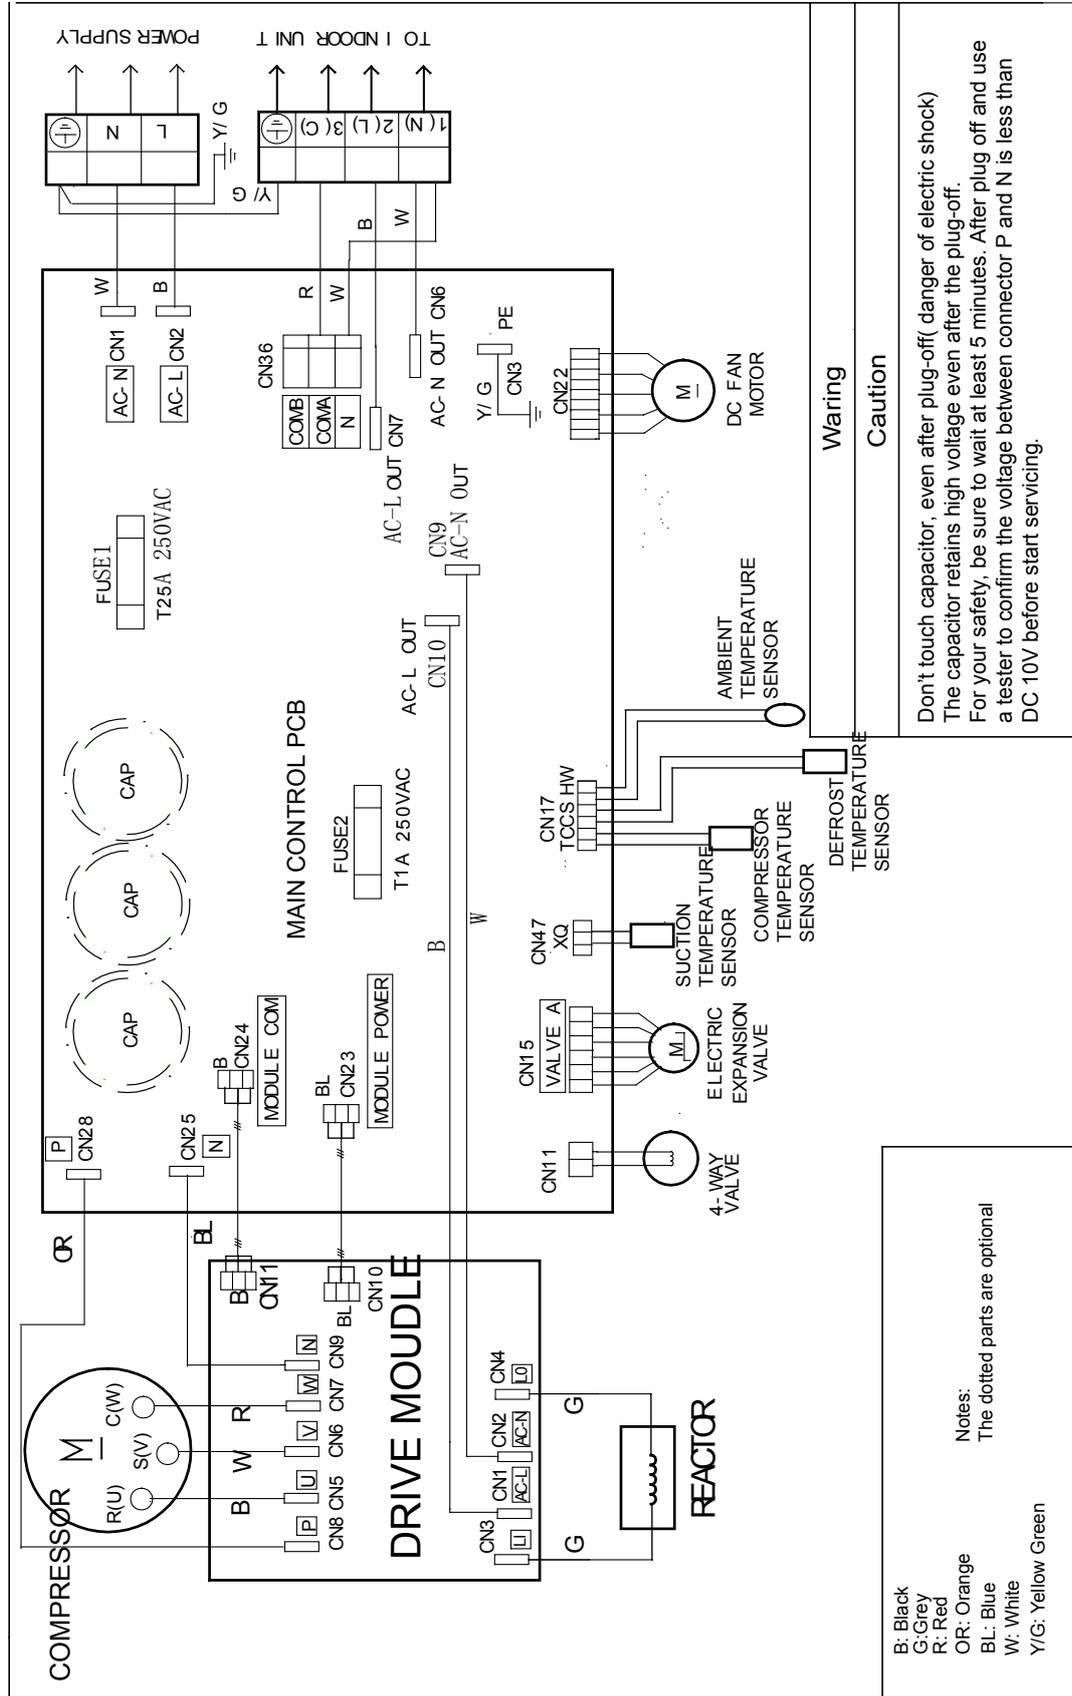 COMPRESSOR
M
R(U)
S(V)
C(W)
B
W
R
OR
BL
P
U
V
W
N
CN8
CN5
CN6
CN7
CN9
DRIVE MOUDLE
B
CN11
BL
CN10
CN3
CN1
CN2
CN4
LI
AC-L
AC-N
L0
G
G
REACTOR
P
CN28
CN25
N
B
CN24
MODULE COM
BL
CN23
MODULE POWER
CAP
CAP
CAP
MAIN CONTROL PCB
FUSE1
T25A 250VAC
FUSE2
T1A 250VAC
B
W
AC-L OUT
CN10
CN9
AC-N OUT
AC-N
CN1
W
AC-L
CN2
B
CN36
COMB
COMA
N
R
W
AC-L OUT CN7
B
AC-N OUT CN6
W
Y/G
CN3
PE
CN22
M
DC FAN
MOTOR
CN11
4-WAY
VALVE
CN15
VALVE A
M
ELECTRIC
EXPANSION
VALVE
CN47
XQ
SUCTION
TEMPERATURE
SENSOR
CN17
TCCS HW
COMPRESSOR
TEMPERATURE
SENSOR
DEFROST
TEMPERATURE
SENSOR
AMBIENT
TEMPERATURE
SENSOR
POWER SUPPLY
N
L
Y/G
Y/G
TO INDOOR UNIT
3(C)
2(L)
1(N)
Waring
Caution
Don't touch capacitor, even after plug-off( danger of electric shock)
The capacitor retains high voltage even after the plug-off.
For your safety, be sure to wait at least 5 minutes. After plug off and use
a tester to confirm the voltage between connector P and N is less than
DC 10V before start servicing.
B: Black
G:Grey
R: Red
OR: Orange
BL: Blue
W: White
Y/G: Yellow Green
Notes:
The dotted parts are optional